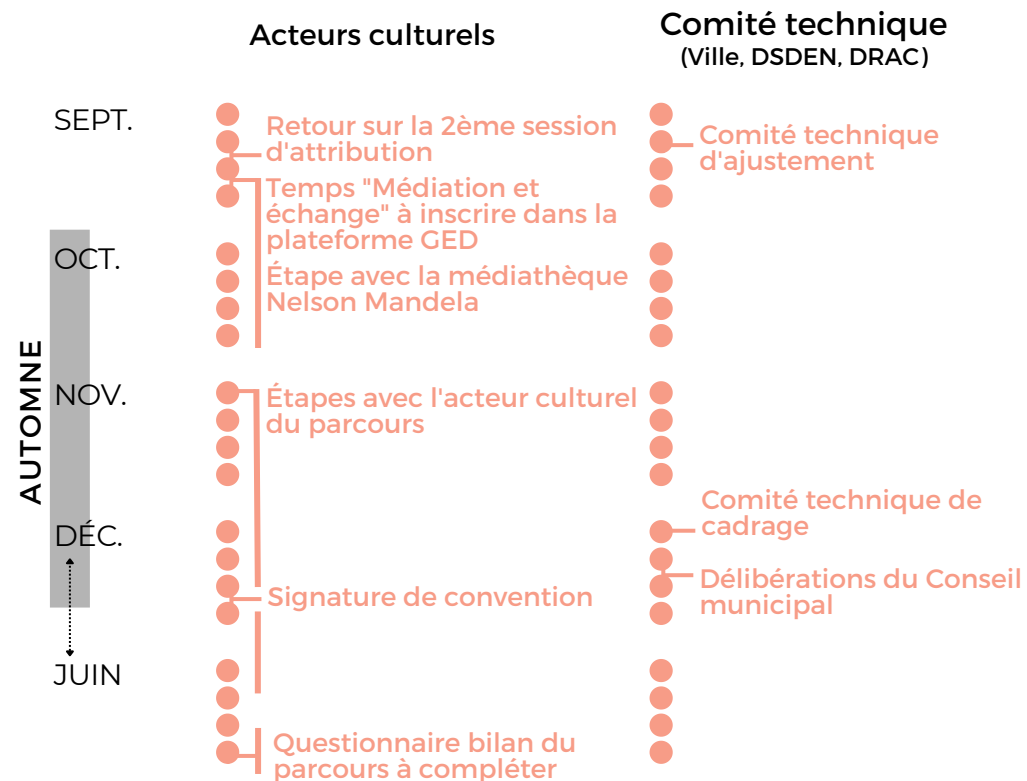 Acteurs culturels
Comité technique
(Ville, DSDEN, DRAC)
SEPT.
Retour sur la 2ème session
d'attribution
Temps "Médiation et
échange" à inscrire dans la
plateforme GED
Comité technique
d'ajustement
AUTOMNE
OCT.
Étape avec la médiathèque
Nelson Mandela
NOV.
Étapes avec l'acteur culturel
du parcours
DÉC.
Signature de convention
Comité technique de
cadrage
Délibérations du Conseil
municipal
JUIN
Questionnaire bilan du
parcours à compléter